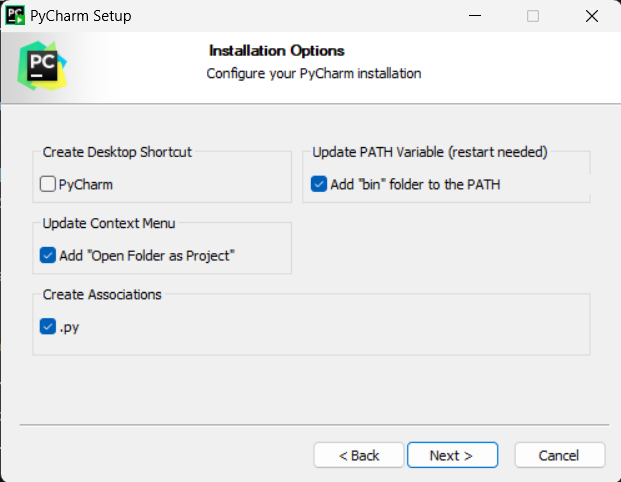 PC
PyCharm Setup
PC
Installation Options
Configure your PyCharm installation
Create Desktop Shortcut
PyCharm
Update PATH Variable (restart needed)
Add "bin" folder to the PATH
Update Context Menu
Add "Open Folder as Project"
Create Associations
.py
< Back
Next >
Cancel